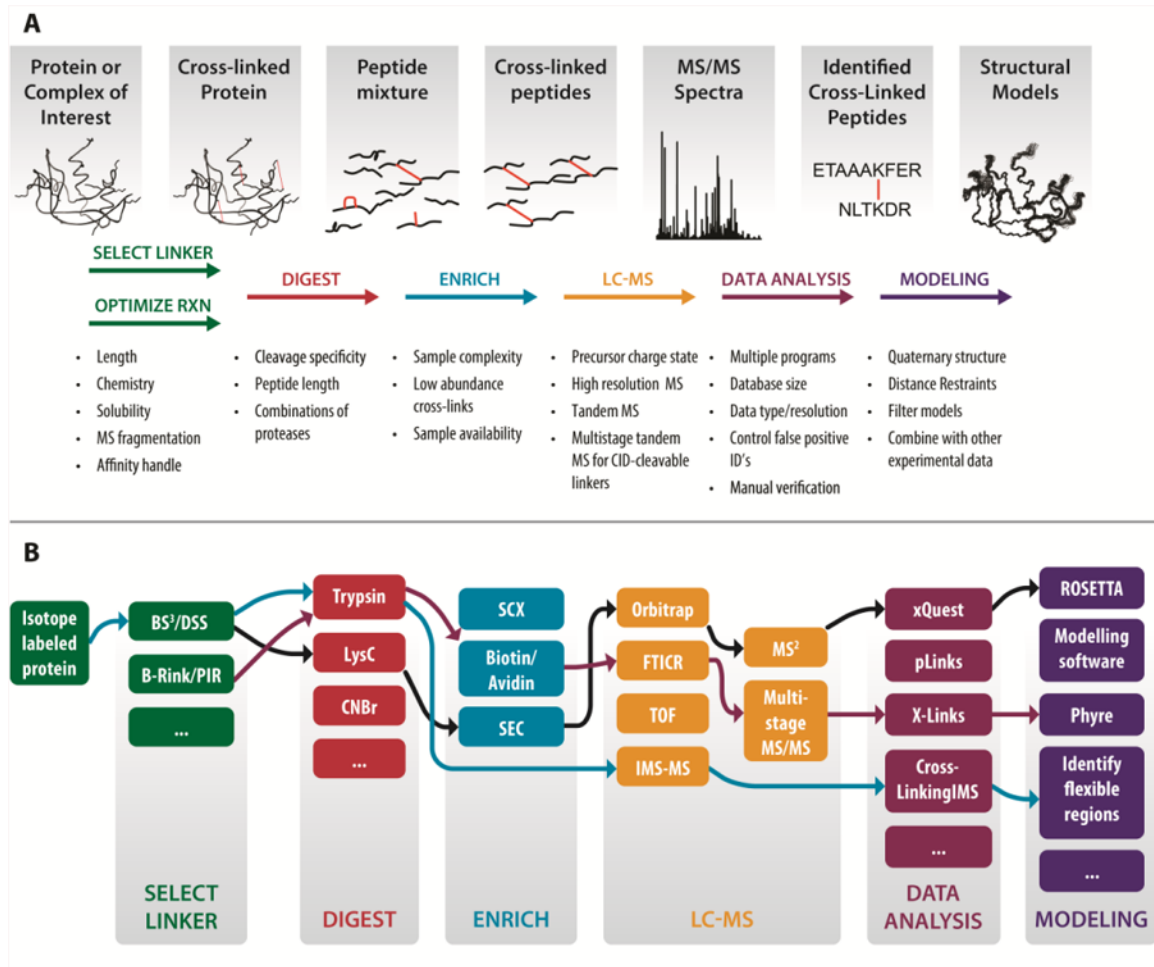 A
Protein or
Complex of
Interest
Cross-linked
Protein
Peptide
mixture
Cross-linked
peptides
MS/MS
Spectra
Identified
Cross-Linked
Peptides
Structural
Models
ETAAAKFER
NLTKDR
SELECT LINKER
OPTIMIZE RXN
DIGEST
ENRICH
LC-MS
DATA ANALYSIS
MODELING
• Length
• Chemistry
• Solubility
• MS fragmentation
• Affinity handle
• Cleavage specificity
• Peptide length
• Combinations of
proteases
• Sample complexity
• Low abundance
cross-links
• Sample availability
• Precursor charge state
• High resolution MS
• Tandem MS
• Multistage tandem
MS for CID-cleavable
linkers
• Multiple programs
• Database size
• Data type/resolution
• Control false positive
ID's
• Manual verification
• Quaternary structure
• Distance Restraints
• Filter models
• Combine with other
experimental data
B
Isotope
labeled
protein
BS³/DSS
B-Rink/PIR
...
SELECT
LINKER
Trypsin
LysC
CNBr
...
DIGEST
SCX
Biotin/
Avidin
SEC
ENRICH
Orbitrap
FTICR
TOF
IMS-MS
MS²
Multi-
stage
MS/MS
LC-MS
xQuest
pLinks
X-Links
Cross-
LinkingIMS
...
DATA
ANALYSIS
ROSETTA
Modelling
software
Phyre
Identify
flexible
regions
...
MODELING